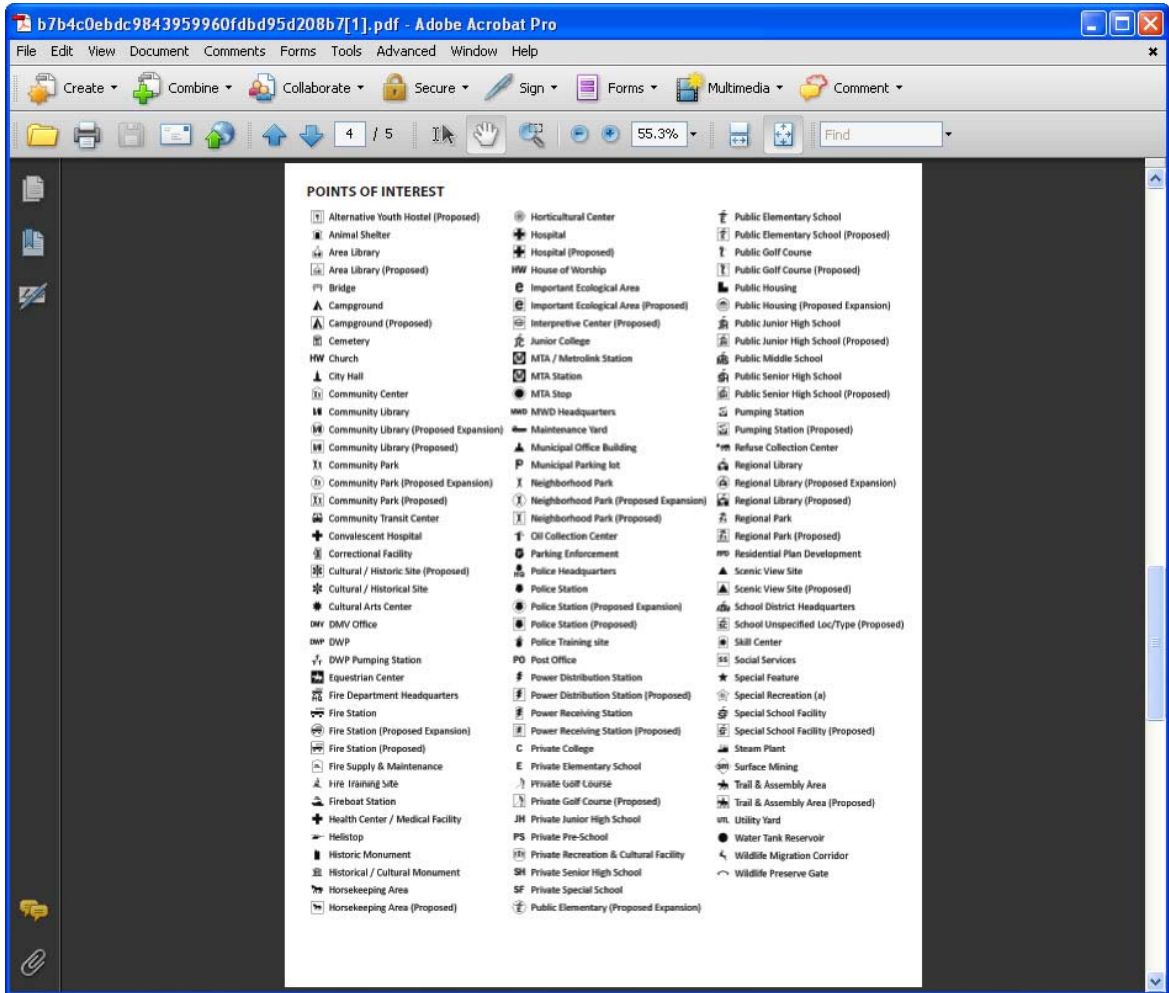 b7b4c0ebdc9843959960fdbd95d208b7[1].pdf - Adobe Acrobat Pro
File Edit View Document Comments Forms Tools Advanced Window Help
Create Combine Collaborate Secure Sign Forms Multimedia Comment
4 / 5 55.3% Find
POINTS OF INTEREST
Alternative Youth Hostel (Proposed)
Animal Shelter
Area Library
Area Library (Proposed)
Bridge
Campground
Campground (Proposed)
Cemetery
HW Church
City Hall
Community Center
Community Library
Community Library (Proposed Expansion)
Community Library (Proposed)
Community Park
Community Park (Proposed Expansion)
Community Park (Proposed)
Community Transit Center
Convalescent Hospital
Correctional Facility
Cultural / Historic Site (Proposed)
Cultural / Historical Site
Cultural Arts Center
DMV DMV Office
DWP DWP
DWP Pumping Station
Equestrian Center
Fire Department Headquarters
Fire Station
Fire Station (Proposed Expansion)
Fire Station (Proposed)
Fire Supply & Maintenance
Fire Training Site
Fireboat Station
Health Center / Medical Facility
Helistop
Historic Monument
Historical / Cultural Monument
Horsekeeping Area
Horsekeeping Area (Proposed)
Horticultural Center
Hospital
Hospital (Proposed)
HW House of Worship
e Important Ecological Area
e Important Ecological Area (Proposed)
Interpretive Center (Proposed)
Junior College
M MTA / Metrolink Station
M MTA Station
MTA Stop
MWD MWD Headquarters
Maintenance Yard
Municipal Office Building
P Municipal Parking lot
Neighborhood Park
Neighborhood Park (Proposed Expansion)
Neighborhood Park (Proposed)
Oil Collection Center
Parking Enforcement
HQ Police Headquarters
Police Station
Police Station (Proposed Expansion)
Police Station (Proposed)
Police Training site
PO Post Office
Power Distribution Station
Power Distribution Station (Proposed)
Power Receiving Station
Power Receiving Station (Proposed)
C Private College
E Private Elementary School
Private Golf Course
Private Golf Course (Proposed)
JH Private Junior High School
PS Private Pre-School
Private Recreation & Cultural Facility
SH Private Senior High School
SF Private Special School
Public Elementary (Proposed Expansion)
Public Elementary School
Public Elementary School (Proposed)
Public Golf Course
Public Golf Course (Proposed)
Public Housing
Public Housing (Proposed Expansion)
Public Junior High School
Public Junior High School (Proposed)
Public Middle School
Public Senior High School
Public Senior High School (Proposed)
Pumping Station
Pumping Station (Proposed)
Refuse Collection Center
Regional Library
Regional Library (Proposed Expansion)
Regional Library (Proposed)
Regional Park
Regional Park (Proposed)
RPD Residential Plan Development
Scenic View Site
Scenic View Site (Proposed)
School District Headquarters
School Unspecified Loc/Type (Proposed)
Skill Center
SS Social Services
Special Feature
Special Recreation (a)
Special School Facility
Special School Facility (Proposed)
Steam Plant
sm Surface Mining
Trail & Assembly Area
Trail & Assembly Area (Proposed)
UTL Utility Yard
Water Tank Reservoir
Wildlife Migration Corridor
Wildlife Preserve Gate